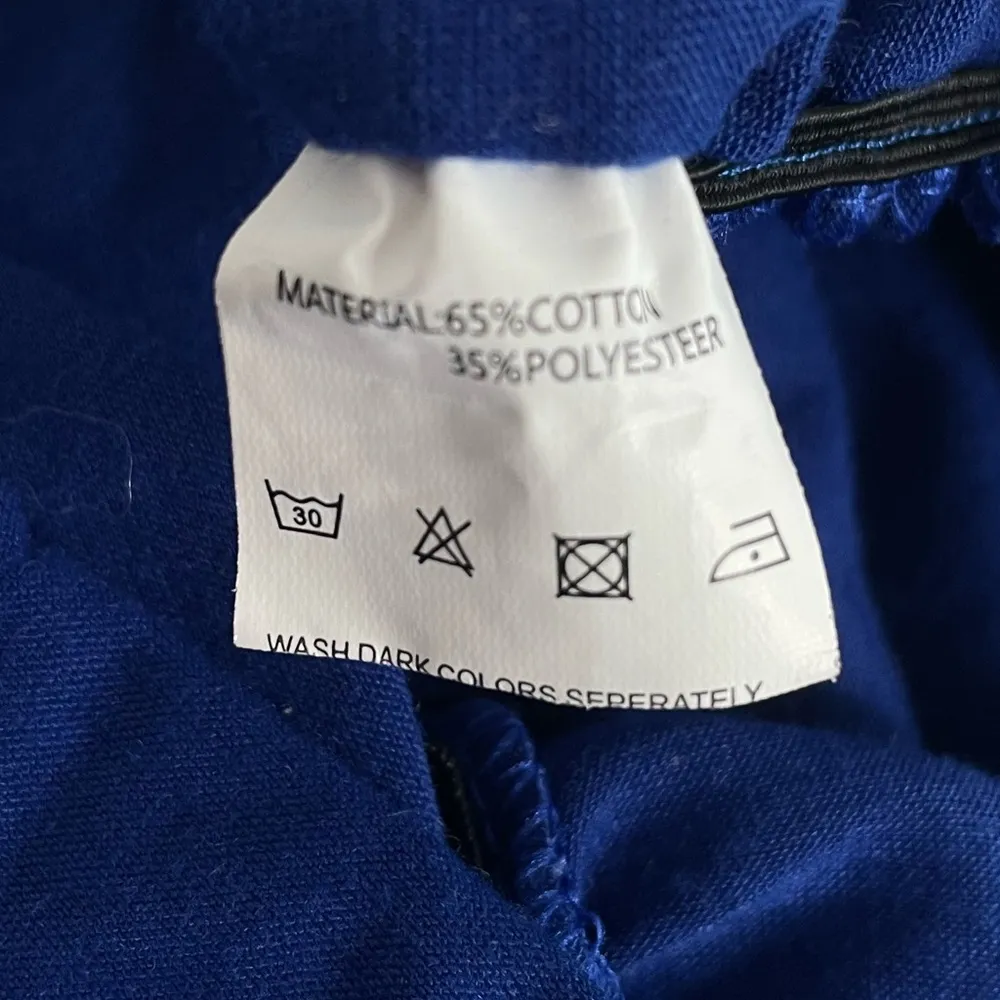 MATERIAL:65%COTTON
35%POLYESTEER
30
WASH DARK COLORS SEPERATELY